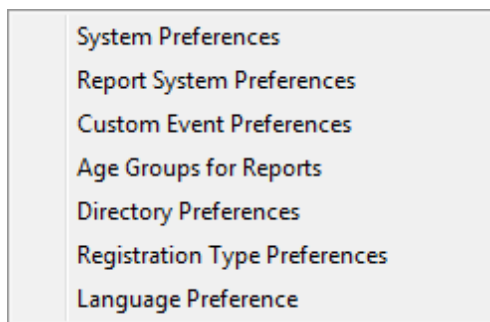 System Preferences
Report System Preferences
Custom Event Preferences
Age Groups for Reports
Directory Preferences
Registration Type Preferences
Language Preference